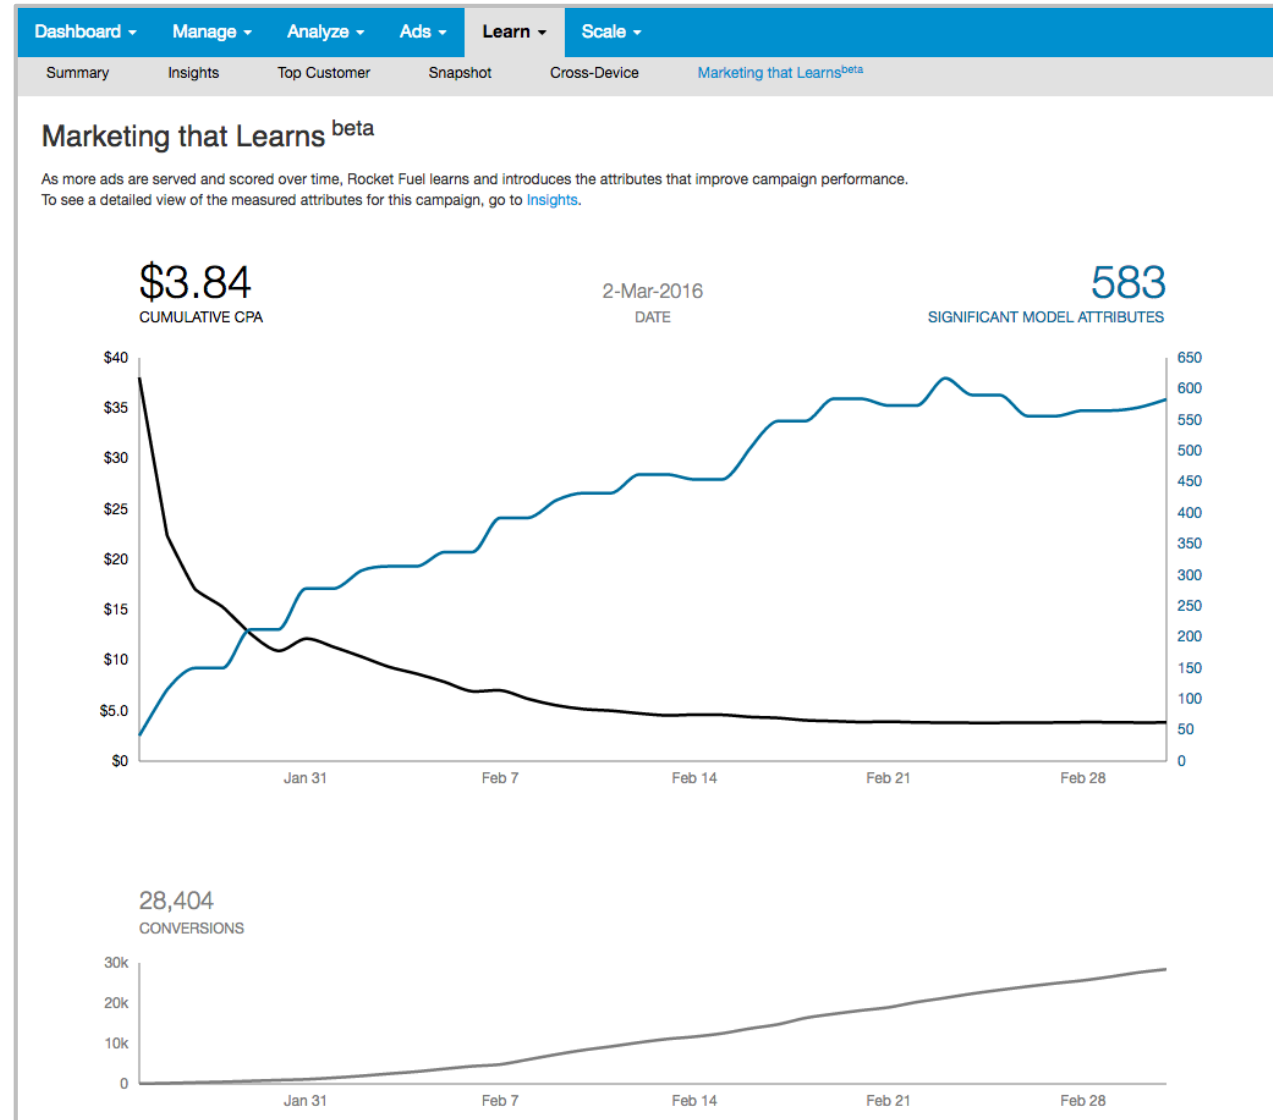 Dashboard Manage Analyze Ads Learn Scale
Summary Insights Top Customer Snapshot Cross-Device Marketing that Learnsbeta
Marketing that Learns beta
As more ads are served and scored over time, Rocket Fuel learns and introduces the attributes that improve campaign performance.
To see a detailed view of the measured attributes for this campaign, go to Insights.
$3.84 2-Mar-2016 583
CUMULATIVE CPA DATE SIGNIFICANT MODEL ATTRIBUTES
$40 650
600
$35 550
$30 500
450
$25 400
350
$20 300
$15 250
200
$10 150
100
$5.0 50
$0 0
Jan 31 Feb 7 Feb 14 Feb 21 Feb 28
28,404
CONVERSIONS
30k
20k
10k
0
Jan 31 Feb 7 Feb 14 Feb 21 Feb 28